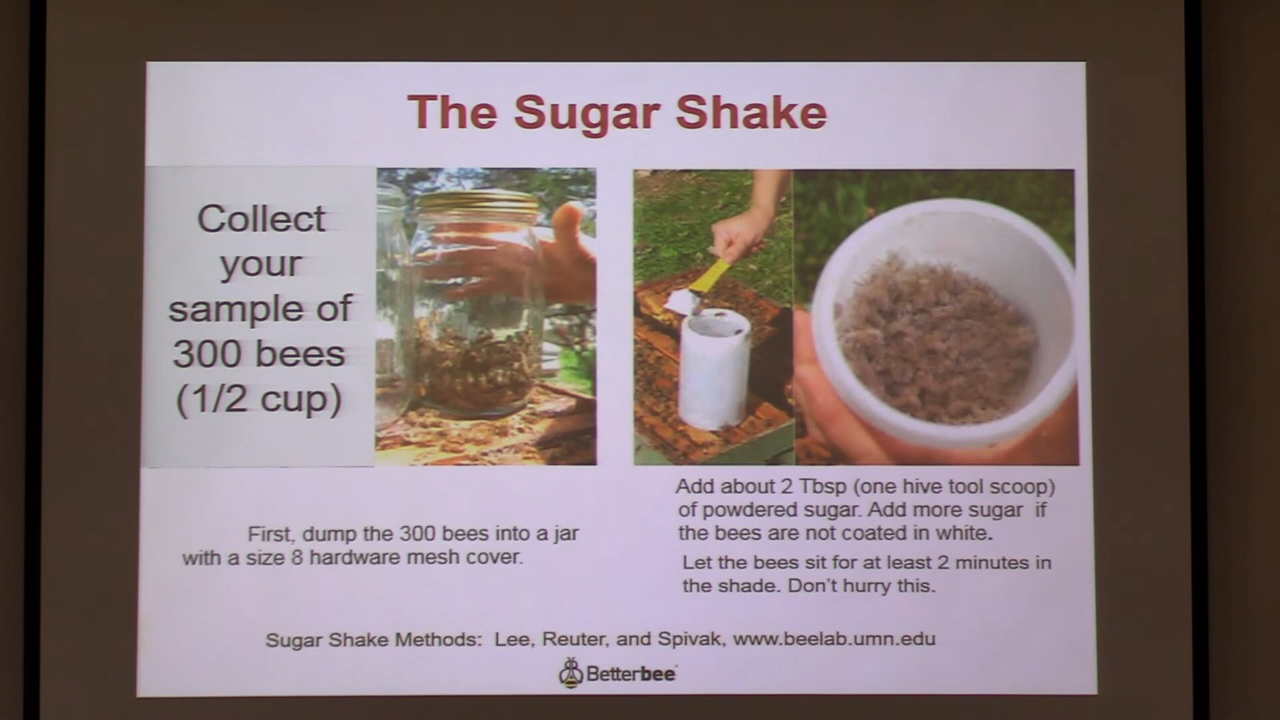 The Sugar Shake
Collect
your
sample of
300 bees
(1/2 cup)
First, dump the 300 bees into a jar
with a size 8 hardware mesh cover.
Add about 2 Tbsp (one hive tool scoop)
of powdered sugar. Add more sugar if
the bees are not coated in white.
Let the bees sit for at least 2 minutes in
the shade. Don't hurry this.
Sugar Shake Methods: Lee, Reuter, and Spivak, www.beelab.umn.edu
Betterbee